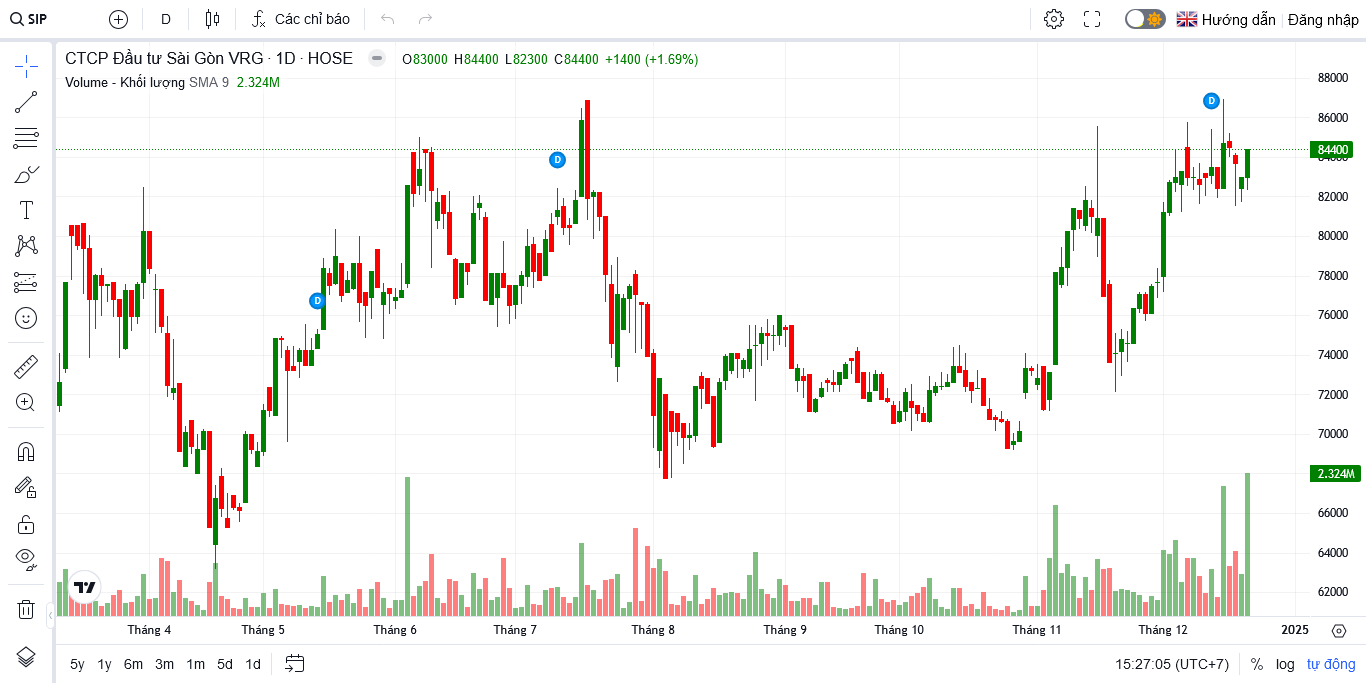 SIP D Các chỉ báo Hướng dẫn Đăng nhập
CTCP Đầu tư Sài Gòn VRG · 1D · HOSE O83000 H84400 L82300 C84400 +1400 (+1.69%)
Volume - Khối lượng SMA 9 2.324M
88000
86000
84400
84000
82000
80000
78000
76000
74000
72000
70000
2.324M
66000
64000
62000
D
D
D
Tháng 4 Tháng 5 Tháng 6 Tháng 7 Tháng 8 Tháng 9 Tháng 10 Tháng 11 Tháng 12 2025
5y 1y 6m 3m 1m 5d 1d 15:27:05 (UTC+7) % log tự động